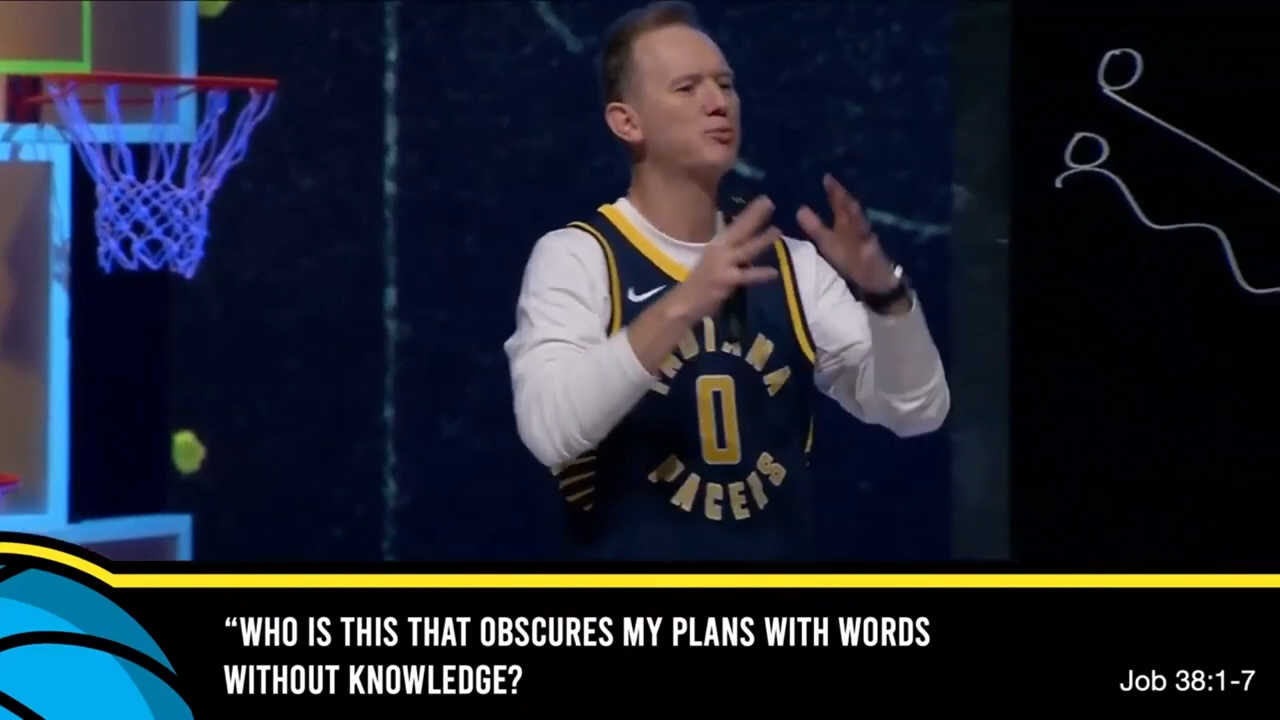 INDIANA
0
PACERS
“WHO IS THIS THAT OBSCURES MY PLANS WITH WORDS
WITHOUT KNOWLEDGE?
Job 38:1-7